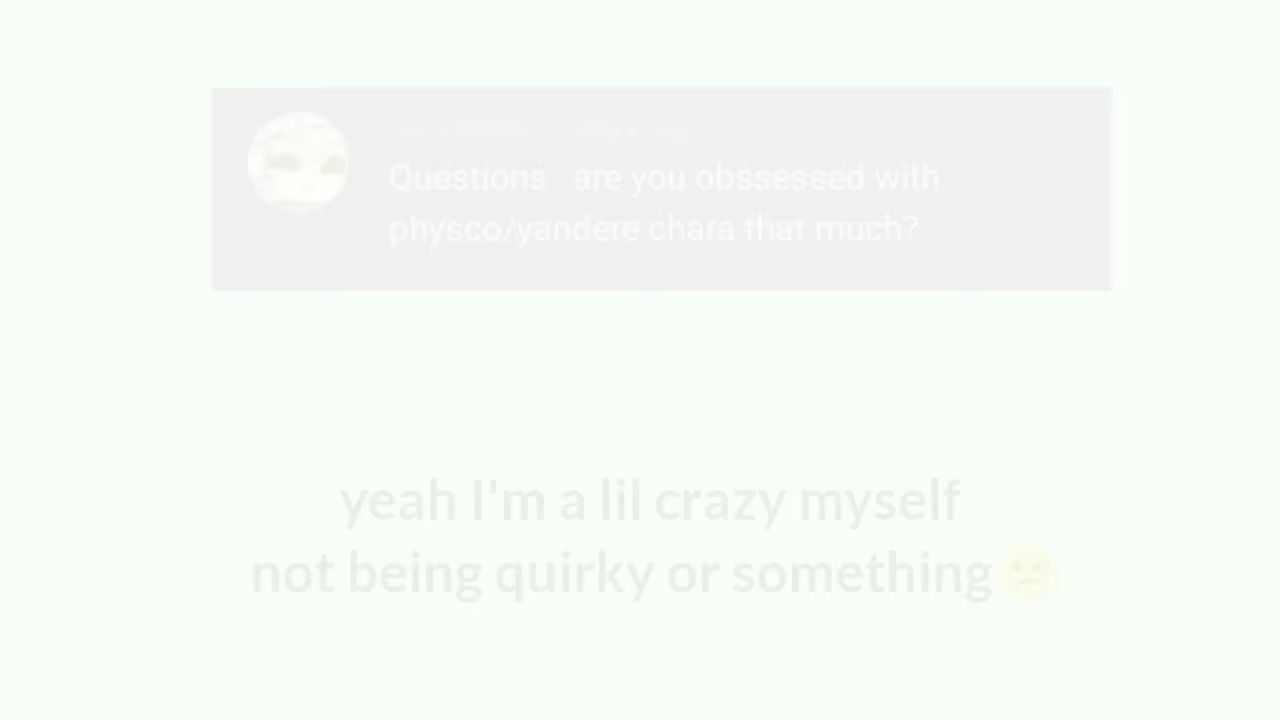 Questions : are you obssessed with
physco/yandere chara that much?
yeah I'm a lil crazy myself
not being quirky or something😐